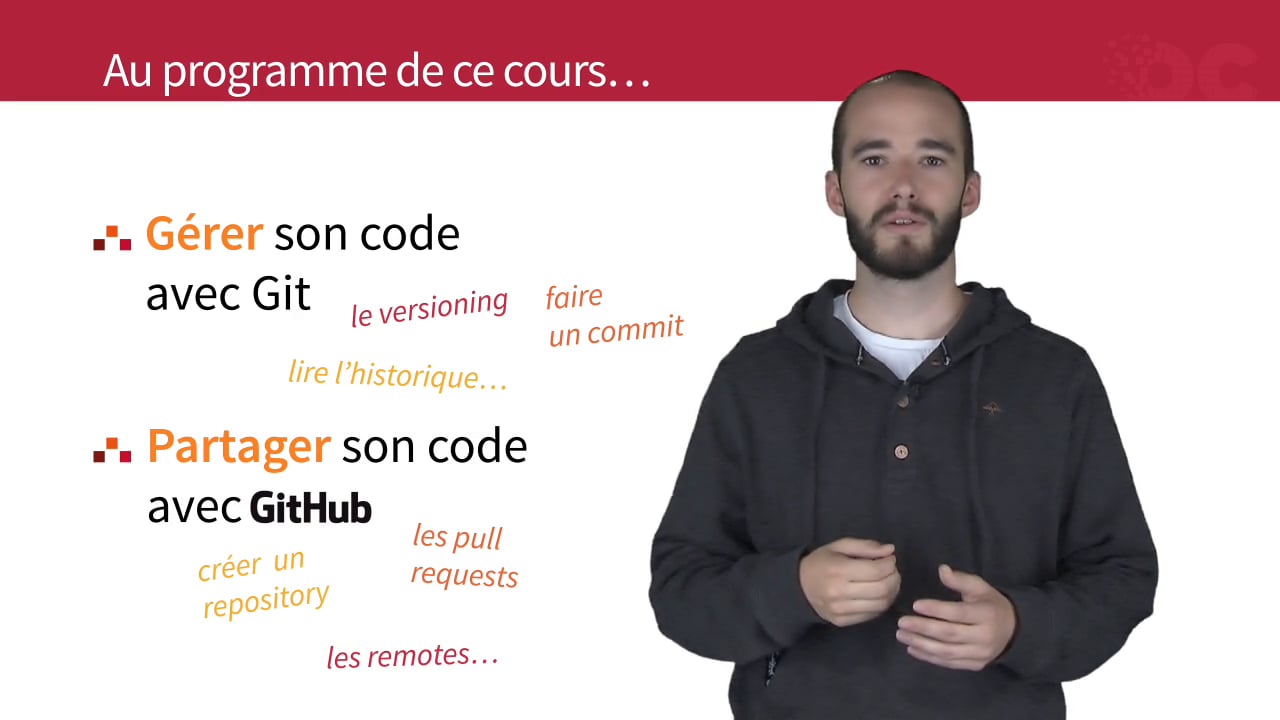 Au programme de ce cours…
OC
Gérer son code
avec Git
le versioning
faire
un commit
lire l’historique…
Partager son code
avec GitHub
les pull
requests
créer un
repository
les remotes…